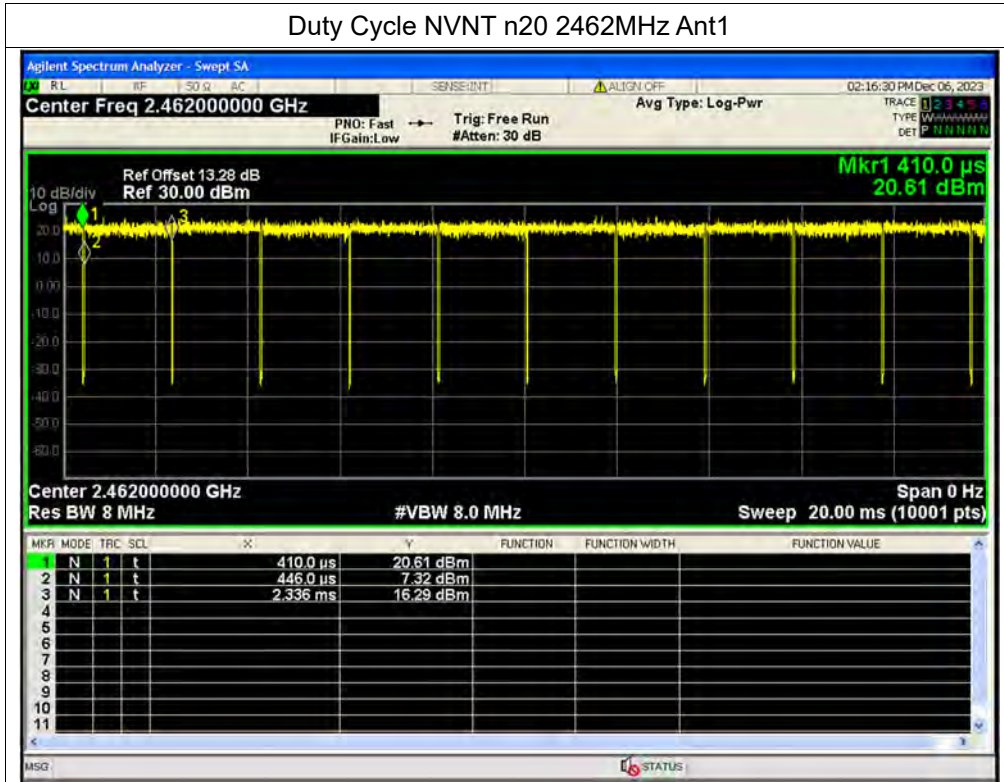 Duty Cycle NVNT n20 2462MHz Ant1
Agilent Spectrum Analyzer - Swept SA
LXI RL RF 50 Ω AC SENSE:INT ALIGN OFF 02:16:30 PM Dec 06, 2023
Center Freq 2.462000000 GHz Avg Type: Log-Pwr TRACE 1 2 3 4 5 6
PNO: Fast Trig: Free Run TYPE W
IFGain:Low #Atten: 30 dB DET P N N N N N
Mkr1 410.0 µs
Ref Offset 13.28 dB
10 dB/div Ref 30.00 dBm 20.61 dBm
Log
1
3
20.0
2
10.0
0.00
-10.0
-20.0
-30.0
-40.0
-50.0
-60.0
Center 2.462000000 GHz Span 0 Hz
Res BW 8 MHz #VBW 8.0 MHz Sweep 20.00 ms (10001 pts)
MKR MODE TRC SCL X Y FUNCTION FUNCTION WIDTH FUNCTION VALUE
1 N 1 t 410.0 µs 20.61 dBm
2 N 1 t 446.0 µs 7.32 dBm
3 N 1 t 2.336 ms 16.29 dBm
4
5
6
7
8
9
10
11
MSG STATUS